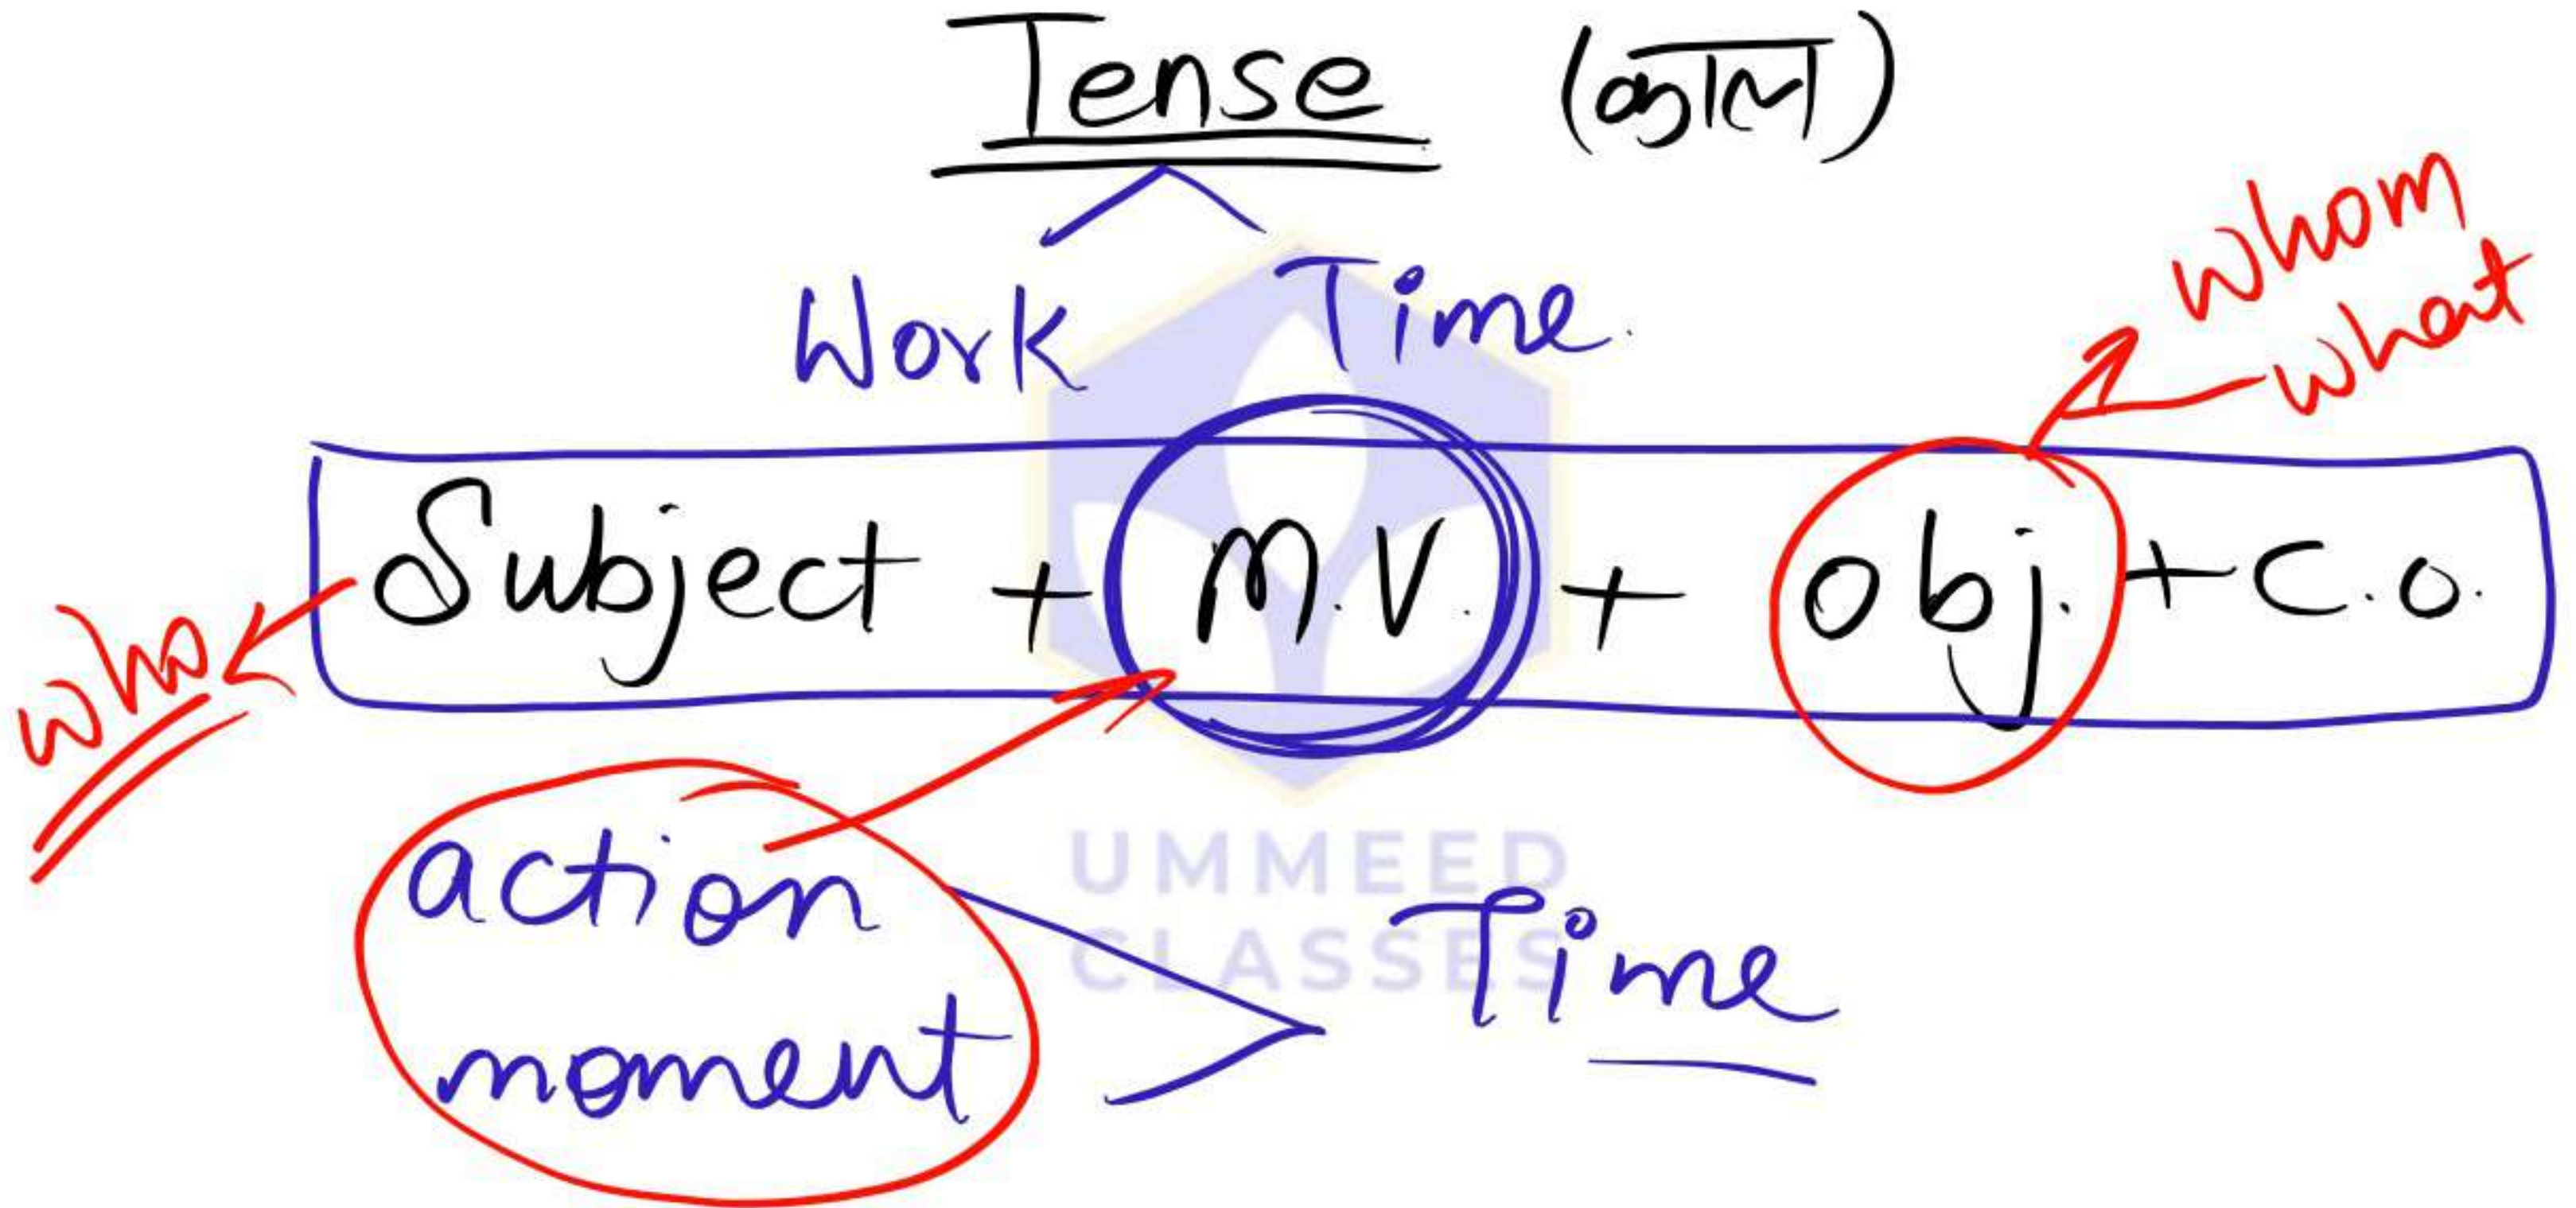 Tense (काल)
Work Time
whom
what
Subject + M.V. + obj. + C.O.
who
action
moment
Time
UMMEED
CLASSES